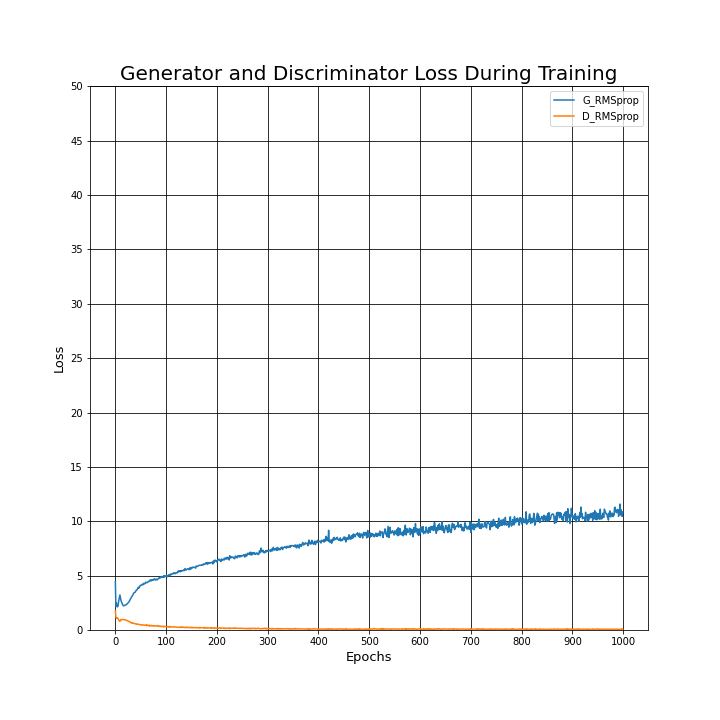 Generator and Discriminator Loss During Training
G_RMSprop
D_RMSprop
50
45
40
35
30
25
20
15
10
5
0
Loss
0 100 200 300 400 500 600 700 800 900 1000
Epochs